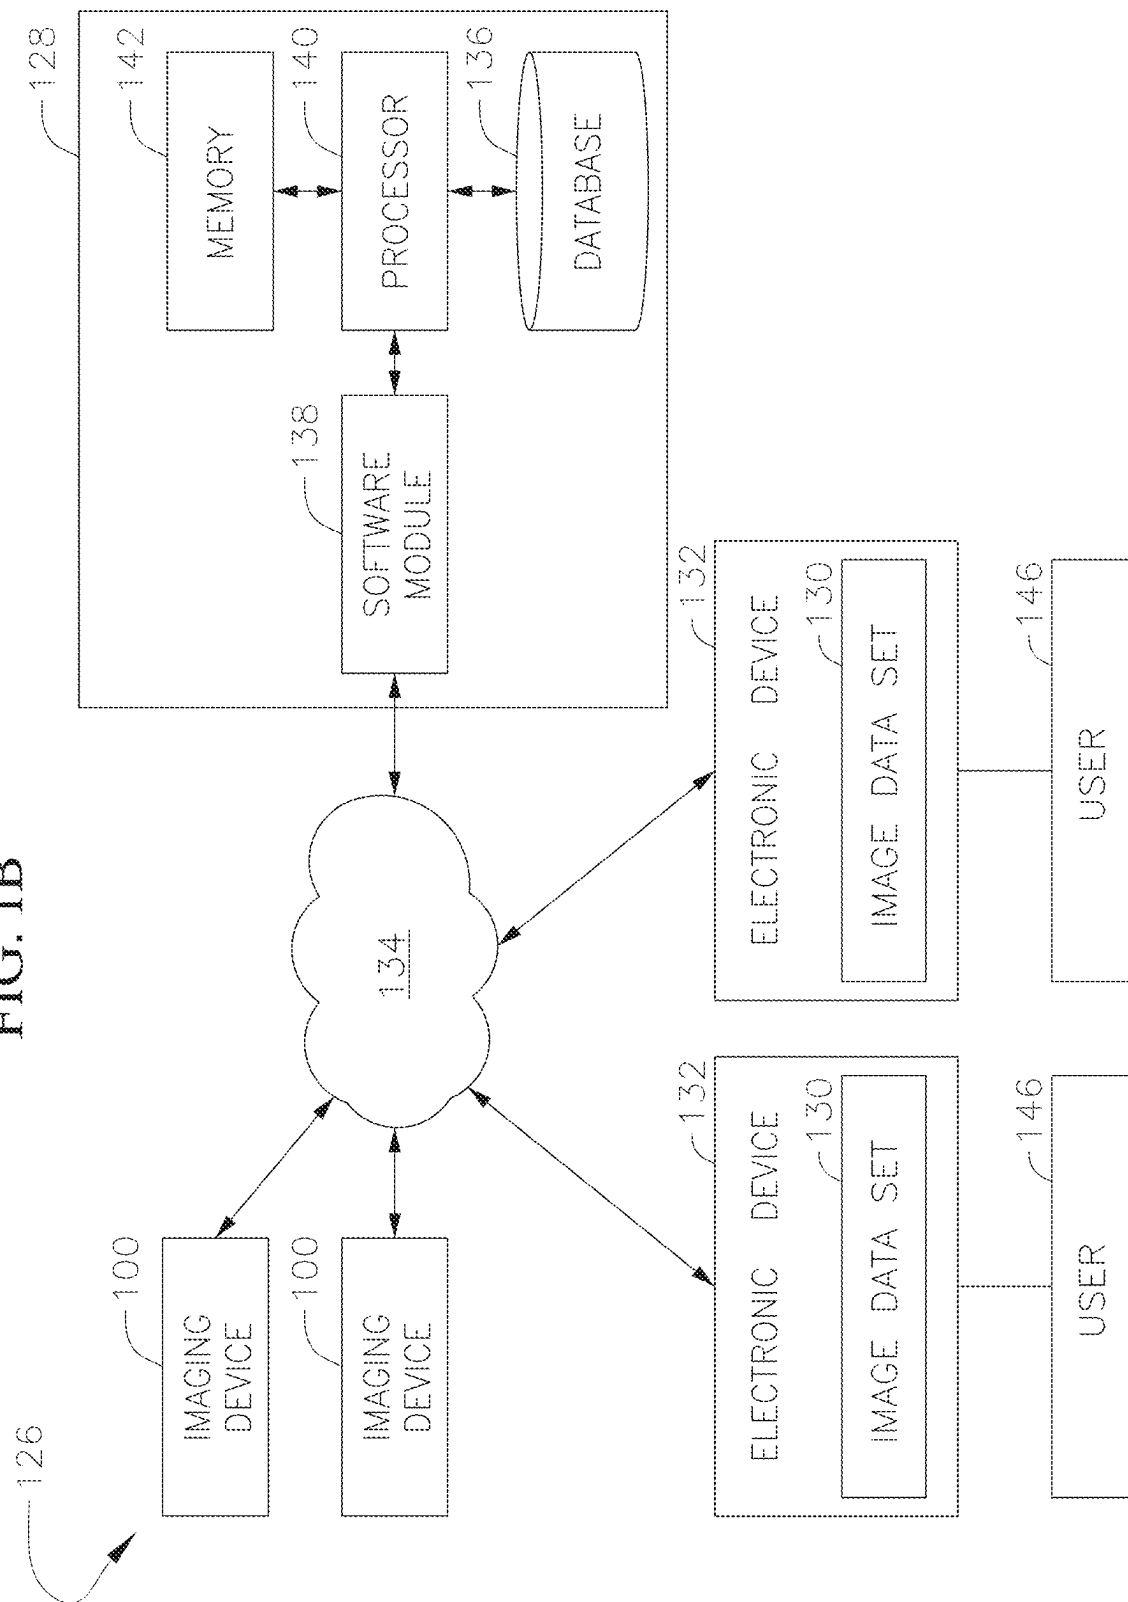 FIG. 1B
126
128
100
142
IMAGING
DEVICE
MEMORY
100
138
140
IMAGING
DEVICE
134
SOFTWARE
MODULE
PROCESSOR
136
DATABASE
132
132
ELECTRONIC DEVICE
ELECTRONIC DEVICE
130
130
IMAGE DATA SET
IMAGE DATA SET
146
146
USER
USER